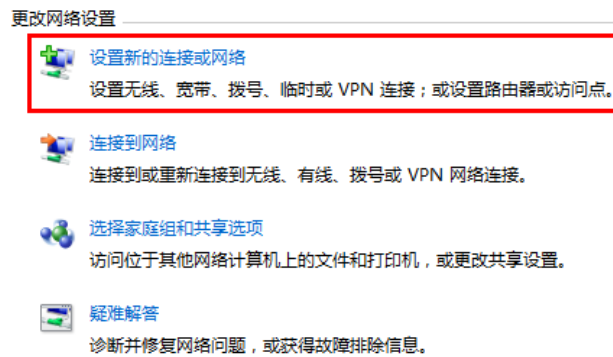 更改网络设置
设置新的连接或网络
设置无线、宽带、拨号、临时或 VPN 连接；或设置路由器或访问点。
连接到网络
连接到或重新连接到无线、有线、拨号或 VPN 网络连接。
选择家庭组和共享选项
访问位于其他网络计算机上的文件和打印机，或更改共享设置。
疑难解答
诊断并修复网络问题，或获得故障排除信息。